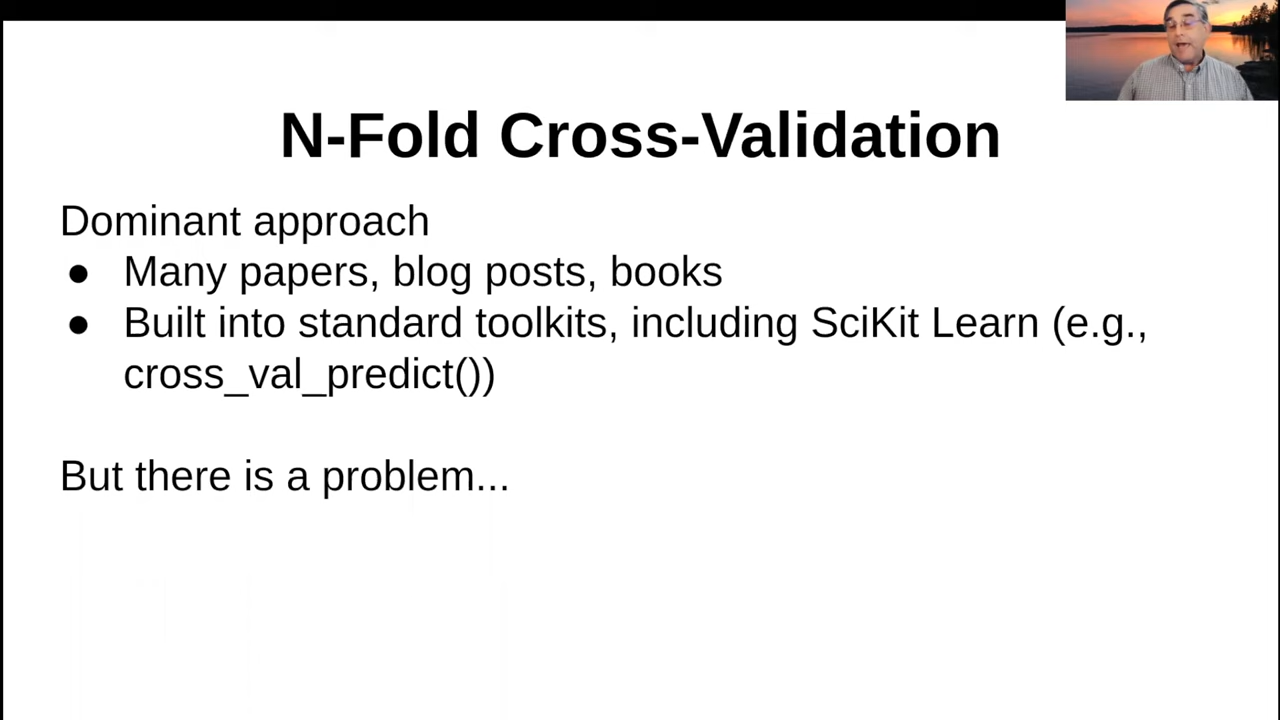 N-Fold Cross-Validation
Dominant approach
● Many papers, blog posts, books
● Built into standard toolkits, including SciKit Learn (e.g.,
cross_val_predict())
But there is a problem...